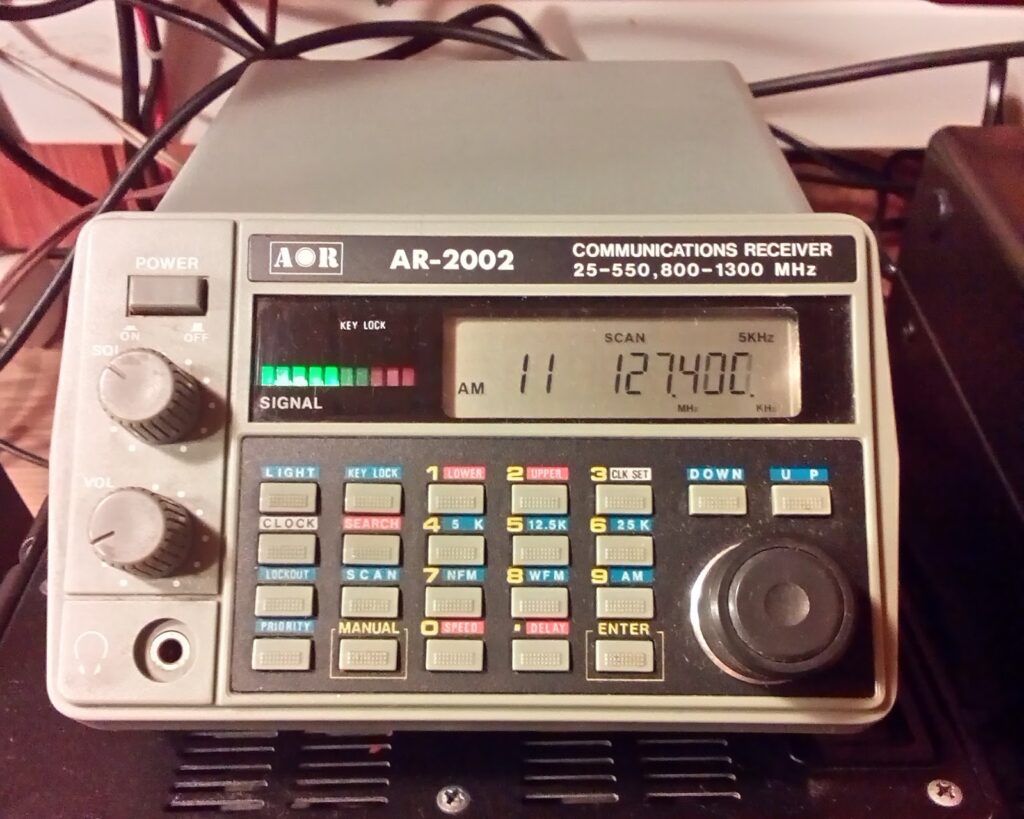 AOR AR-2002 COMMUNICATIONS RECEIVER
25-550,800-1300 MHz
POWER
ON OFF
SQL
VOL
KEY LOCK
SIGNAL
SCAN 5KHz
AM 11 127.400.
MHz KHz
LIGHT KEY LOCK 1 LOWER 2 UPPER 3 CLK SET DOWN UP
CLOCK SEARCH 4 5 K 5 12.5K 6 25 K
LOCKOUT SCAN 7 NFM 8 WFM 9 AM
PRIORITY MANUAL 0 SPEED . DELAY ENTER